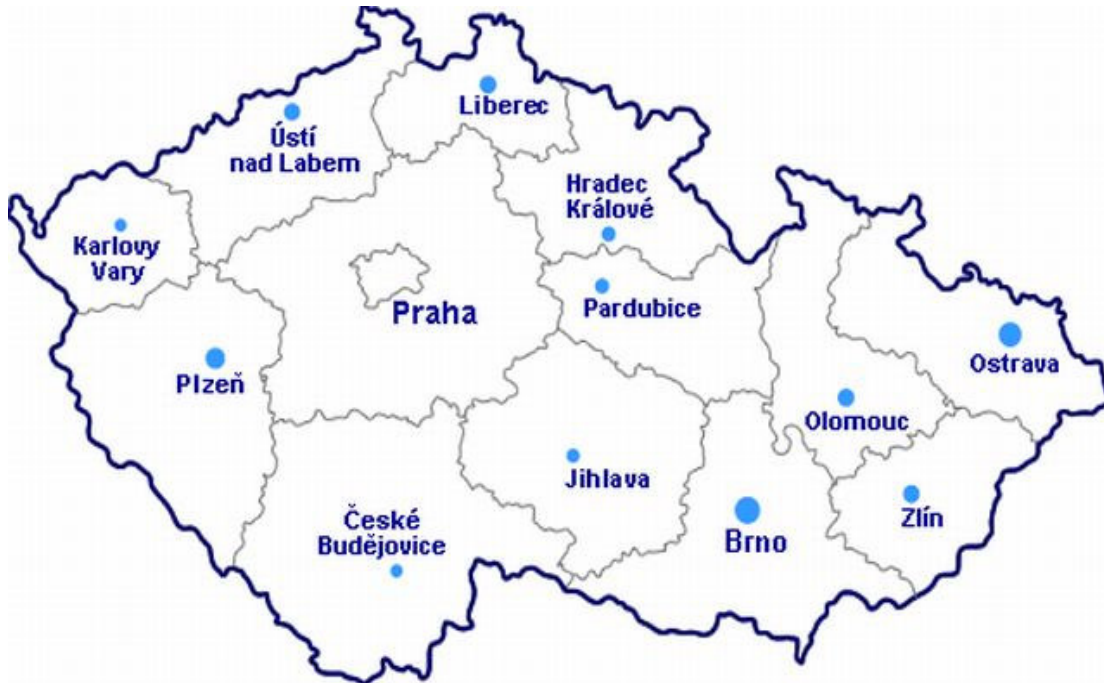 Liberec
Ústí
nad Labem
Hradec
Králové
Karlovy
Vary
Praha
Pardubice
Plzeň
Ostrava
Olomouc
Jihlava
Zlín
České
Budějovice
Brno